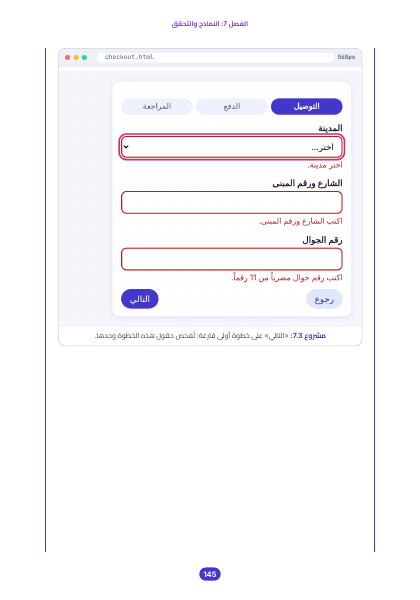 الفصل 7: النماذج والتحقق
checkout.html
560px
التوصيل
الدفع
المراجعة
المدينة
اختر...
اختر مدينة.
الشارع ورقم المبنى
اكتب الشارع ورقم المبنى.
رقم الجوال
اكتب رقم جوال مصرياً من 11 رقماً.
رجوع
التالي
مشروع 7.3: «التالي» على خطوة أولى فارغة: تُفحص حقول هذه الخطوة وحدها.
145